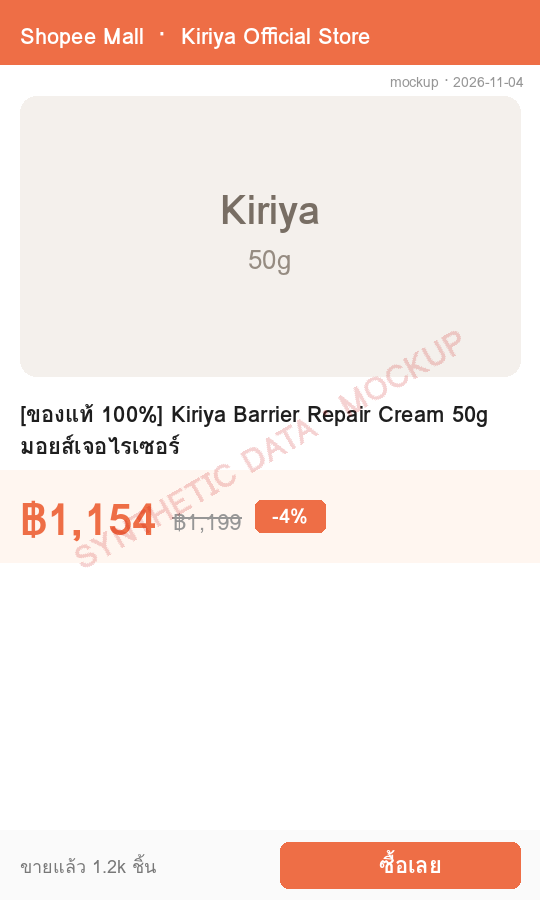 Shopee Mall · Kiriya Official Store
mockup · 2026-11-04
Kiriya
50g
[ของแท้ 100%] Kiriya Barrier Repair Cream 50g
มอยส์เจอไรเซอร์
฿1,154 ฿1,199 -4%
SYNTHETIC DATA · MOCKUP
ขายแล้ว 1.2k ชิ้น ซื้อเลย